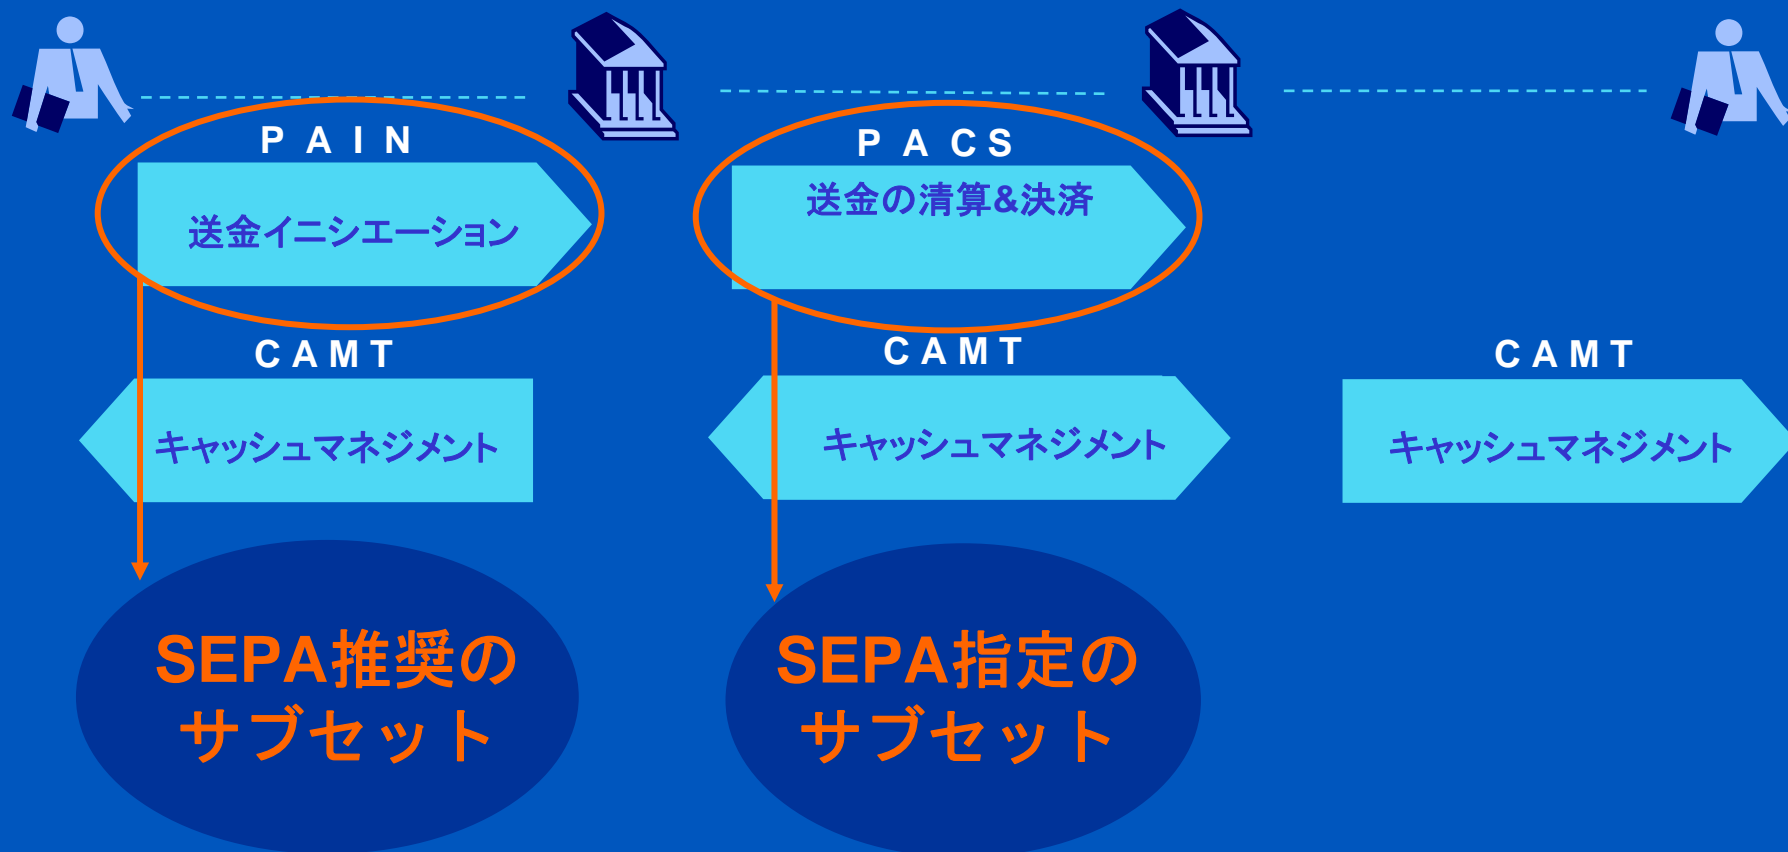 PAIN
送金イニシエーション
PACS
送金の清算&決済
CAMT
キャッシュマネジメント
CAMT
キャッシュマネジメント
CAMT
キャッシュマネジメント
SEPA推奨の
サブセット
SEPA指定の
サブセット